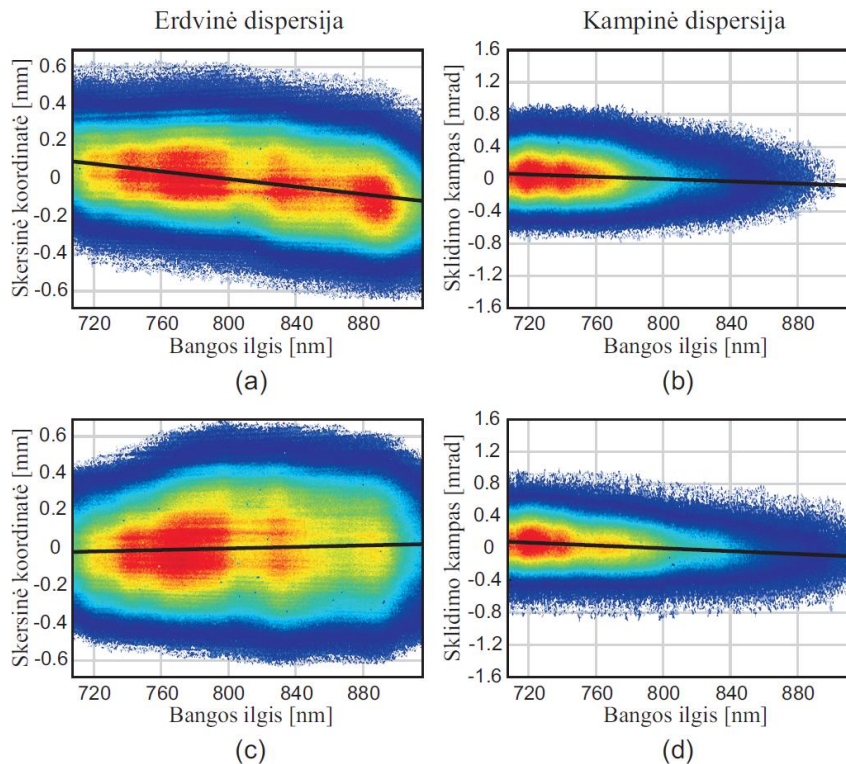 Erdvinė dispersija
Kampinė dispersija
Skersinė koordinatė [mm]
0.6
0.4
0.2
0
-0.2
-0.4
-0.6
720 760 800 840 880
Bangos ilgis [nm]
(a)
Sklidimo kampas [mrad]
1.6
1.2
0.8
0.4
0
-0.4
-0.8
-1.2
-1.6
720 760 800 840 880
Bangos ilgis [nm]
(b)
Skersinė koordinatė [mm]
0.6
0.4
0.2
0
-0.2
-0.4
-0.6
720 760 800 840 880
Bangos ilgis [nm]
(c)
Sklidimo kampas [mrad]
1.6
1.2
0.8
0.4
0
-0.4
-0.8
-1.2
-1.6
720 760 800 840 880
Bangos ilgis [nm]
(d)